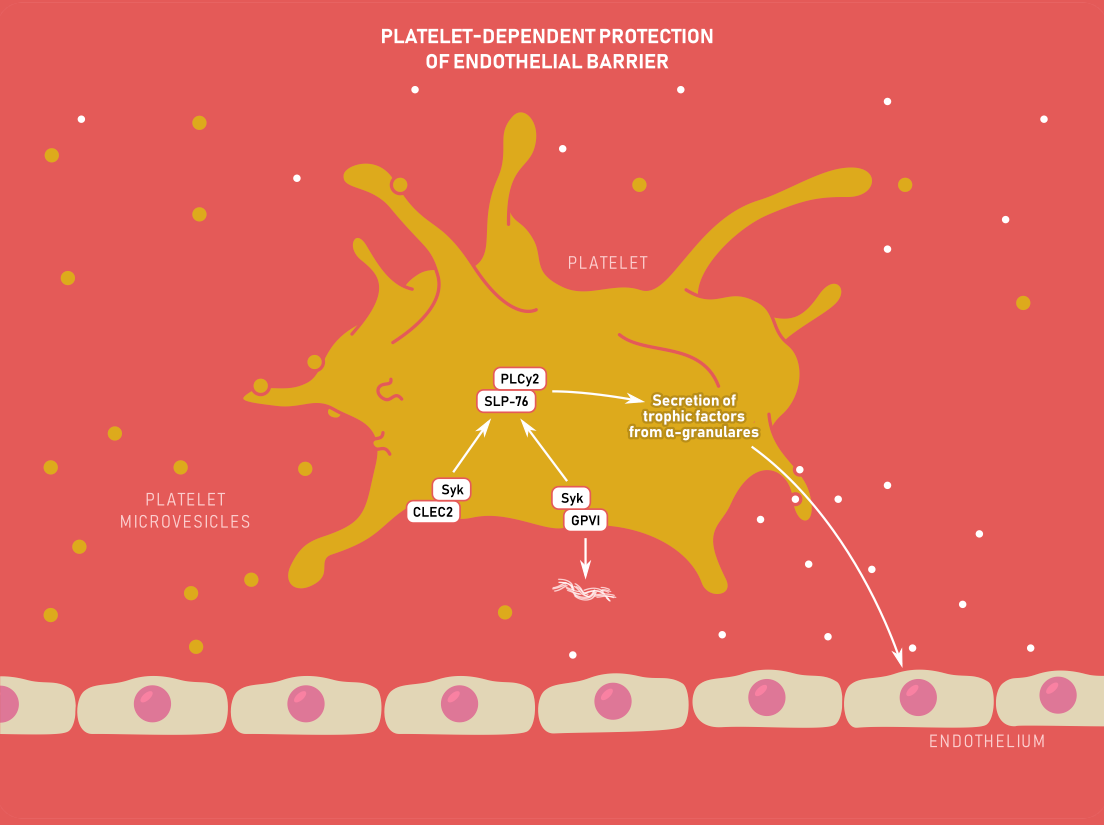 PLATELET-DEPENDENT PROTECTION
OF ENDOTHELIAL BARRIER
PLATELET
PLCy2
SLP-76
Secretion of
trophic factors
from α-granulares
Syk
CLEC2
Syk
GPVI
PLATELET
MICROVESICLES
ENDOTHELIUM